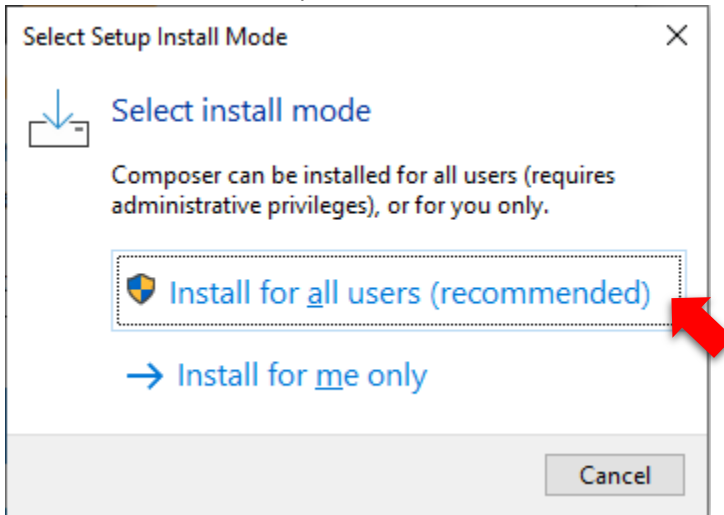 Select Setup Install Mode
Select install mode
Composer can be installed for all users (requires
administrative privileges), or for you only.
Install for all users (recommended)
Install for me only
Cancel